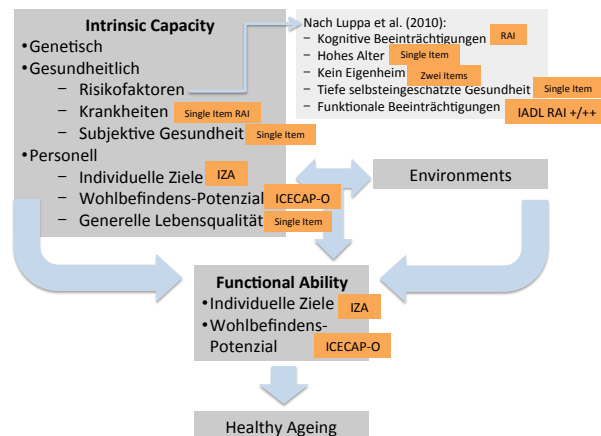 Intrinsic Capacity
•Genetisch
•Gesundheitlich
– Risikofaktoren
– Krankheiten Single Item RAI
– Subjektive Gesundheit Single Item
•Personell
– Individuelle Ziele IZA
– Wohlbefindens-Potenzial ICECAP-O
– Generelle Lebensqualität Single Item
Nach Luppa et al. (2010):
- Kognitive Beeinträchtigungen RAI
- Hohes Alter Single Item
- Kein Eigenheim Zwei Items
- Tiefe selbsteingeschätzte Gesundheit Single Item
- Funktionale Beeinträchtigungen IADL RAI +/++
Environments
Functional Ability
•Individuelle Ziele IZA
•Wohlbefindens-
Potenzial ICECAP-O
Healthy Ageing